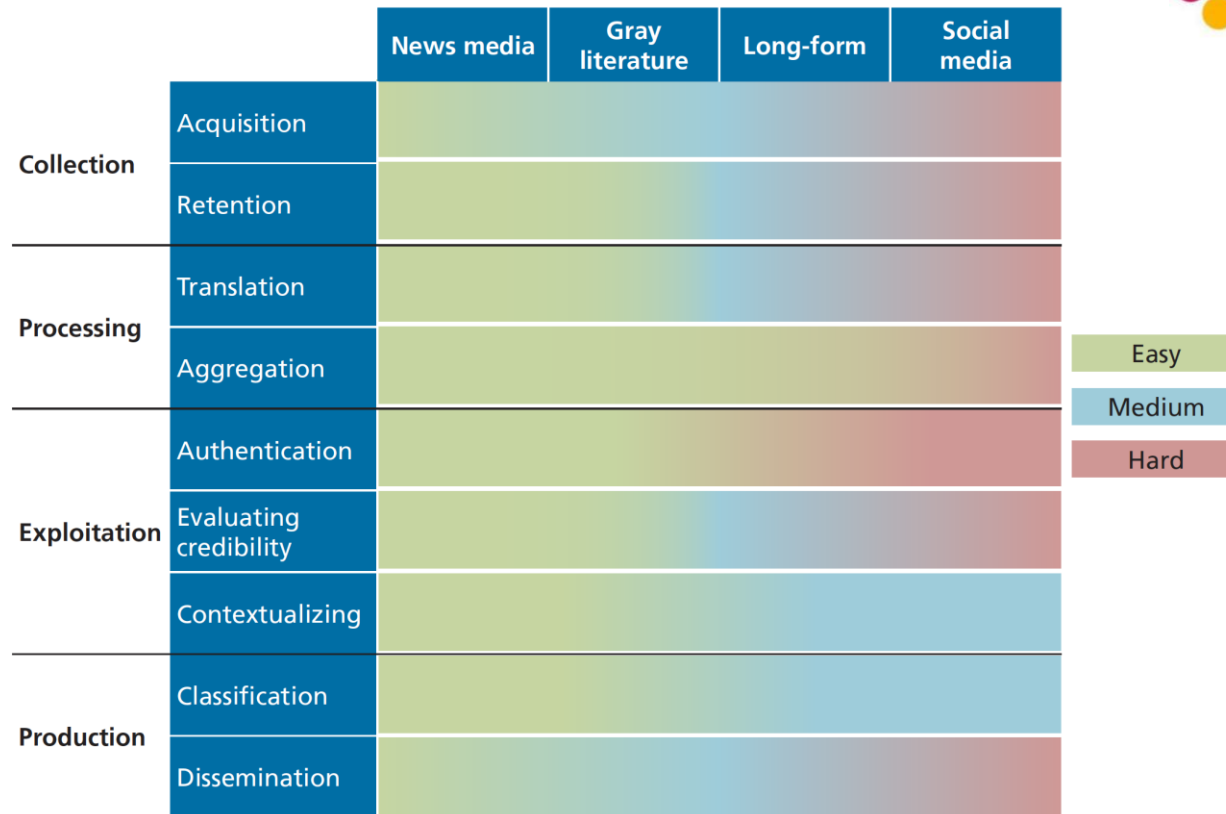 News media
Gray
literature
Long-form
Social
media
Collection
Acquisition
Retention
Processing
Translation
Aggregation
Exploitation
Authentication
Evaluating
credibility
Contextualizing
Production
Classification
Dissemination
Easy
Medium
Hard